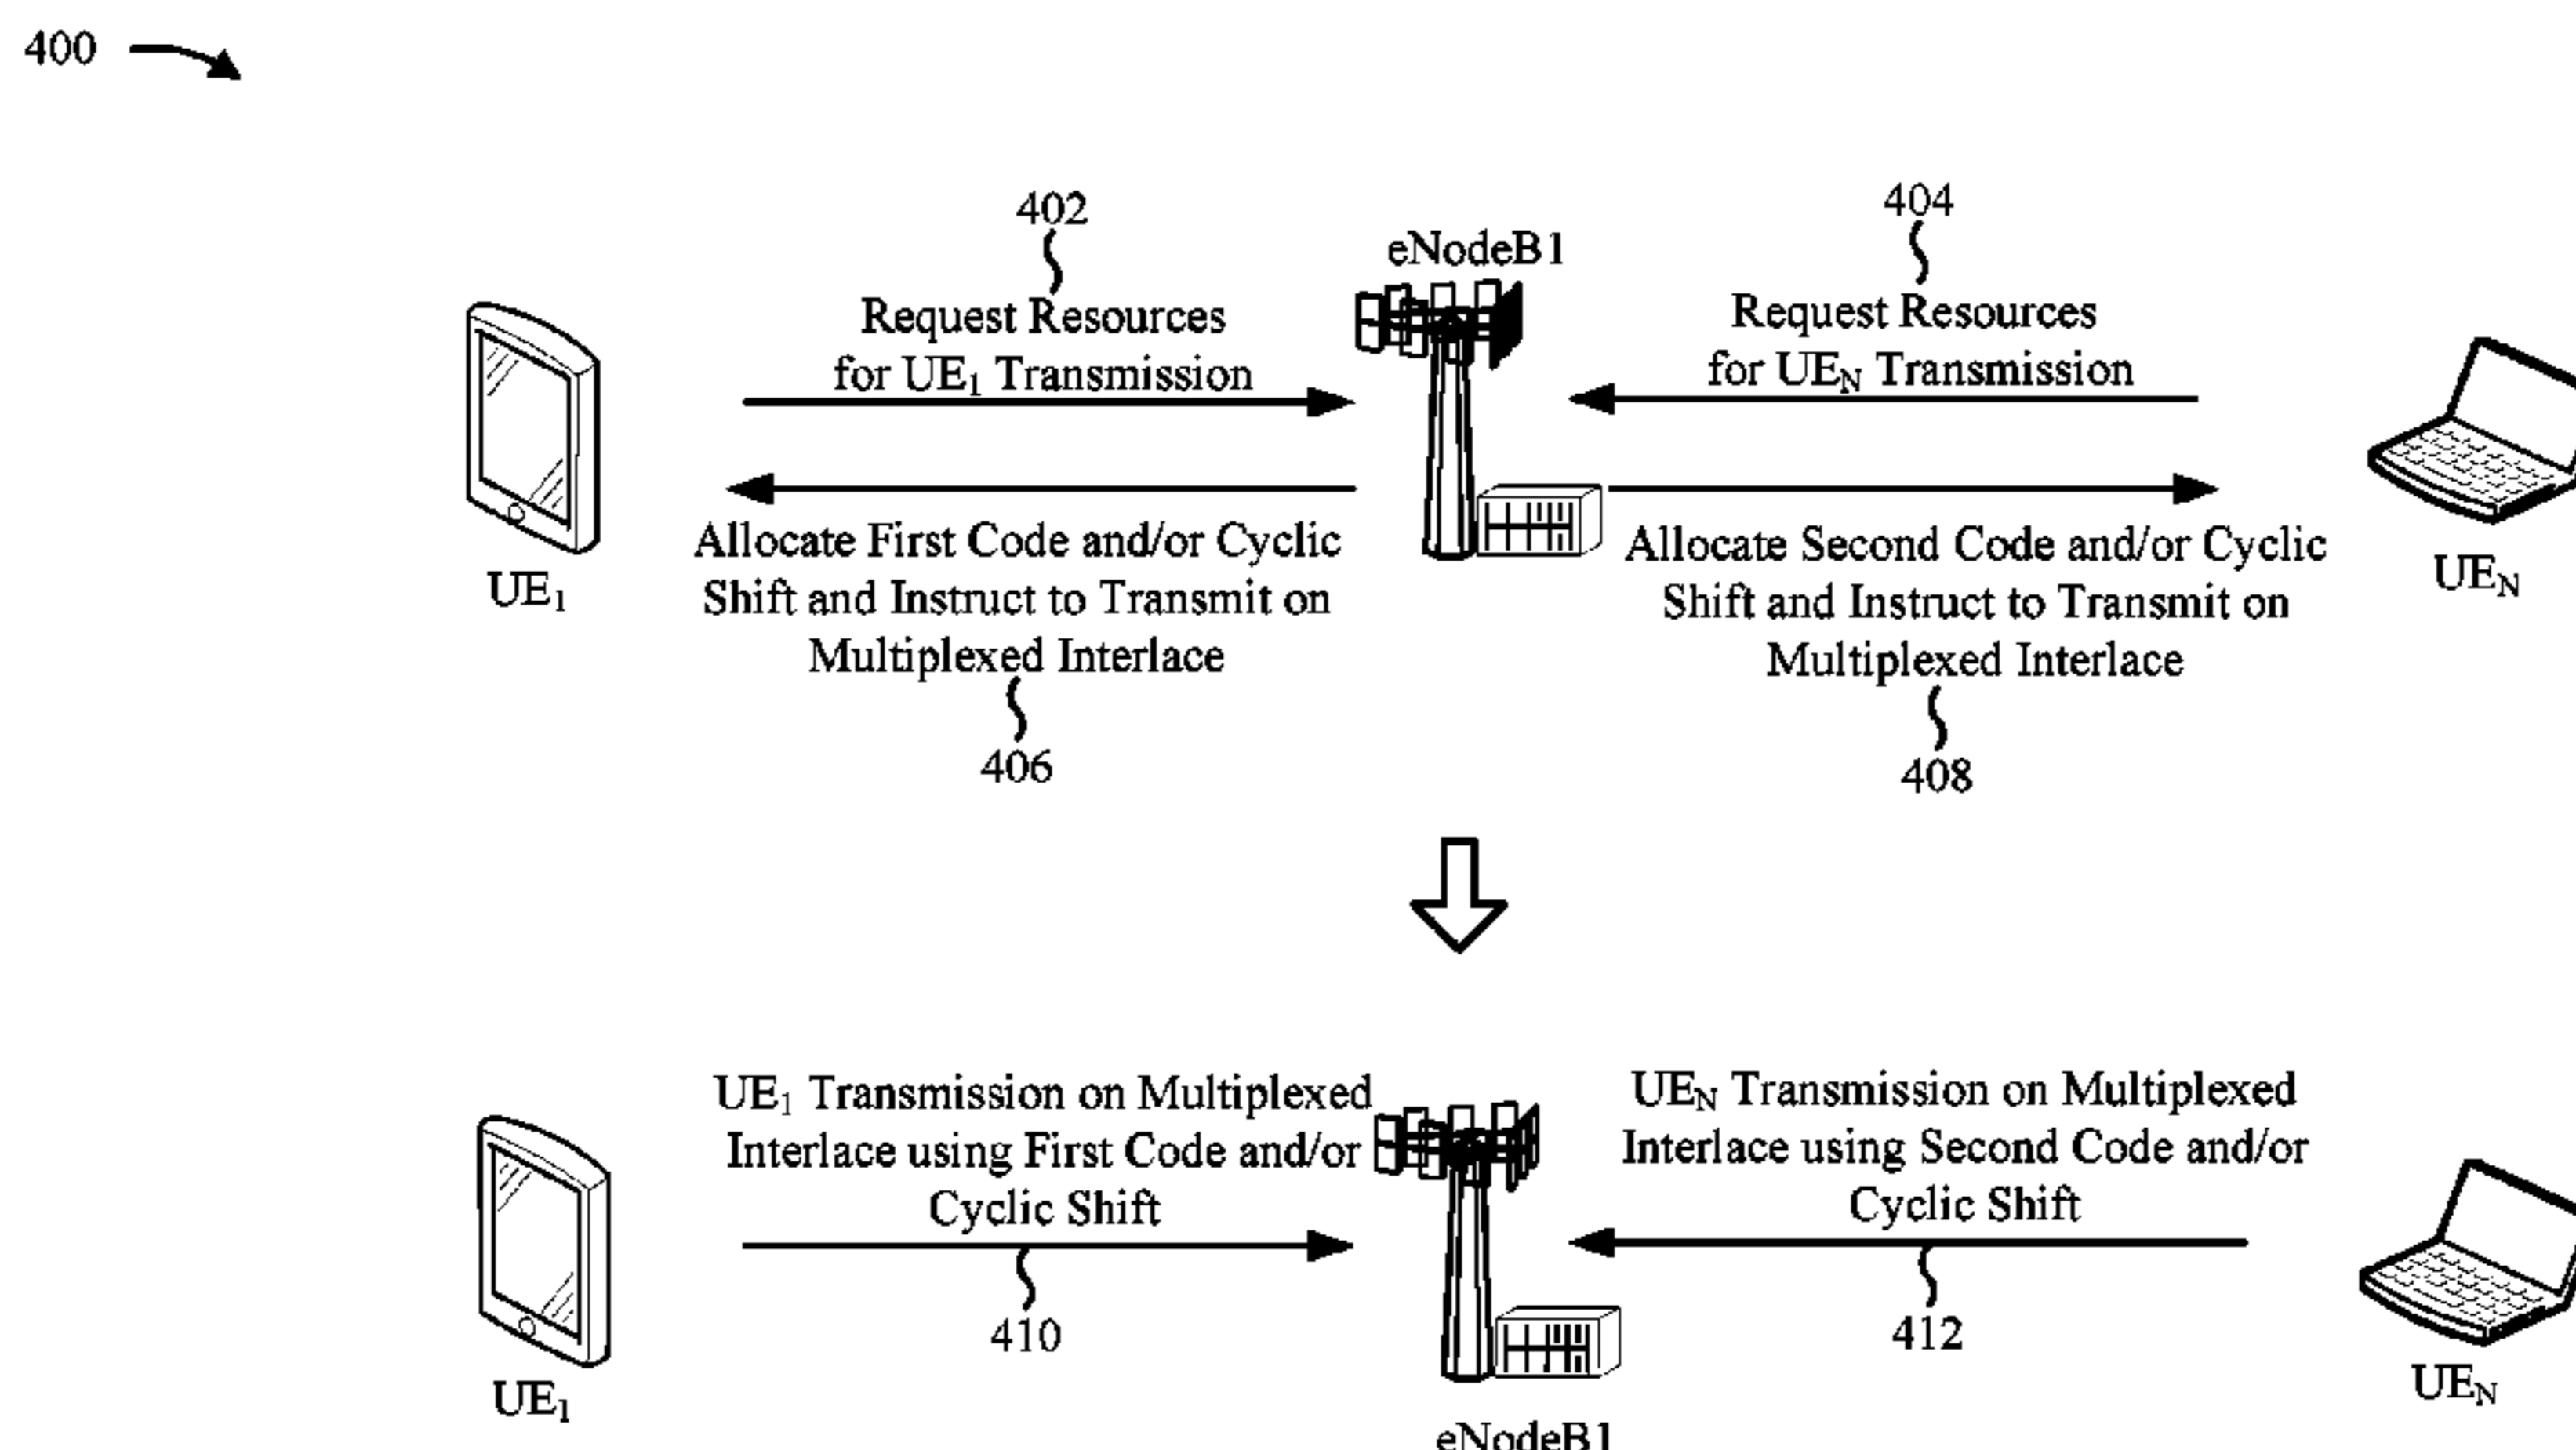 400
402
Request Resources
for UE₁ Transmission
eNodeB1
404
Request Resources
for UEN Transmission
Allocate First Code and/or Cyclic
Shift and Instruct to Transmit on
Multiplexed Interlace
406
UE₁
Allocate Second Code and/or Cyclic
Shift and Instruct to Transmit on
Multiplexed Interlace
408
UEN
UE₁ Transmission on Multiplexed
Interlace using First Code and/or
Cyclic Shift
410
UE₁
UEN Transmission on Multiplexed
Interlace using Second Code and/or
Cyclic Shift
412
UEN
eNodeB1